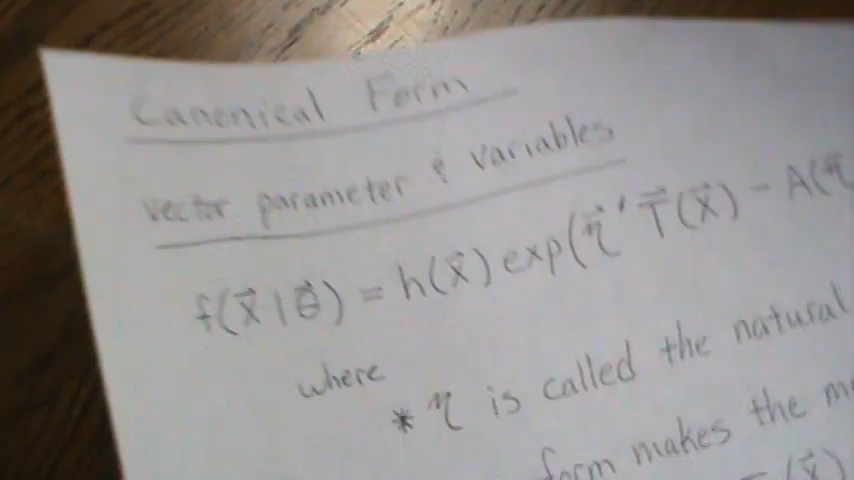 Canonical Form
vector parameter & variables
f(x⃗ | θ⃗) = h(x⃗) exp(η⃗′ T⃗(x⃗) − A(η⃗
where
* η is called the natural
form makes the
(x⃗)